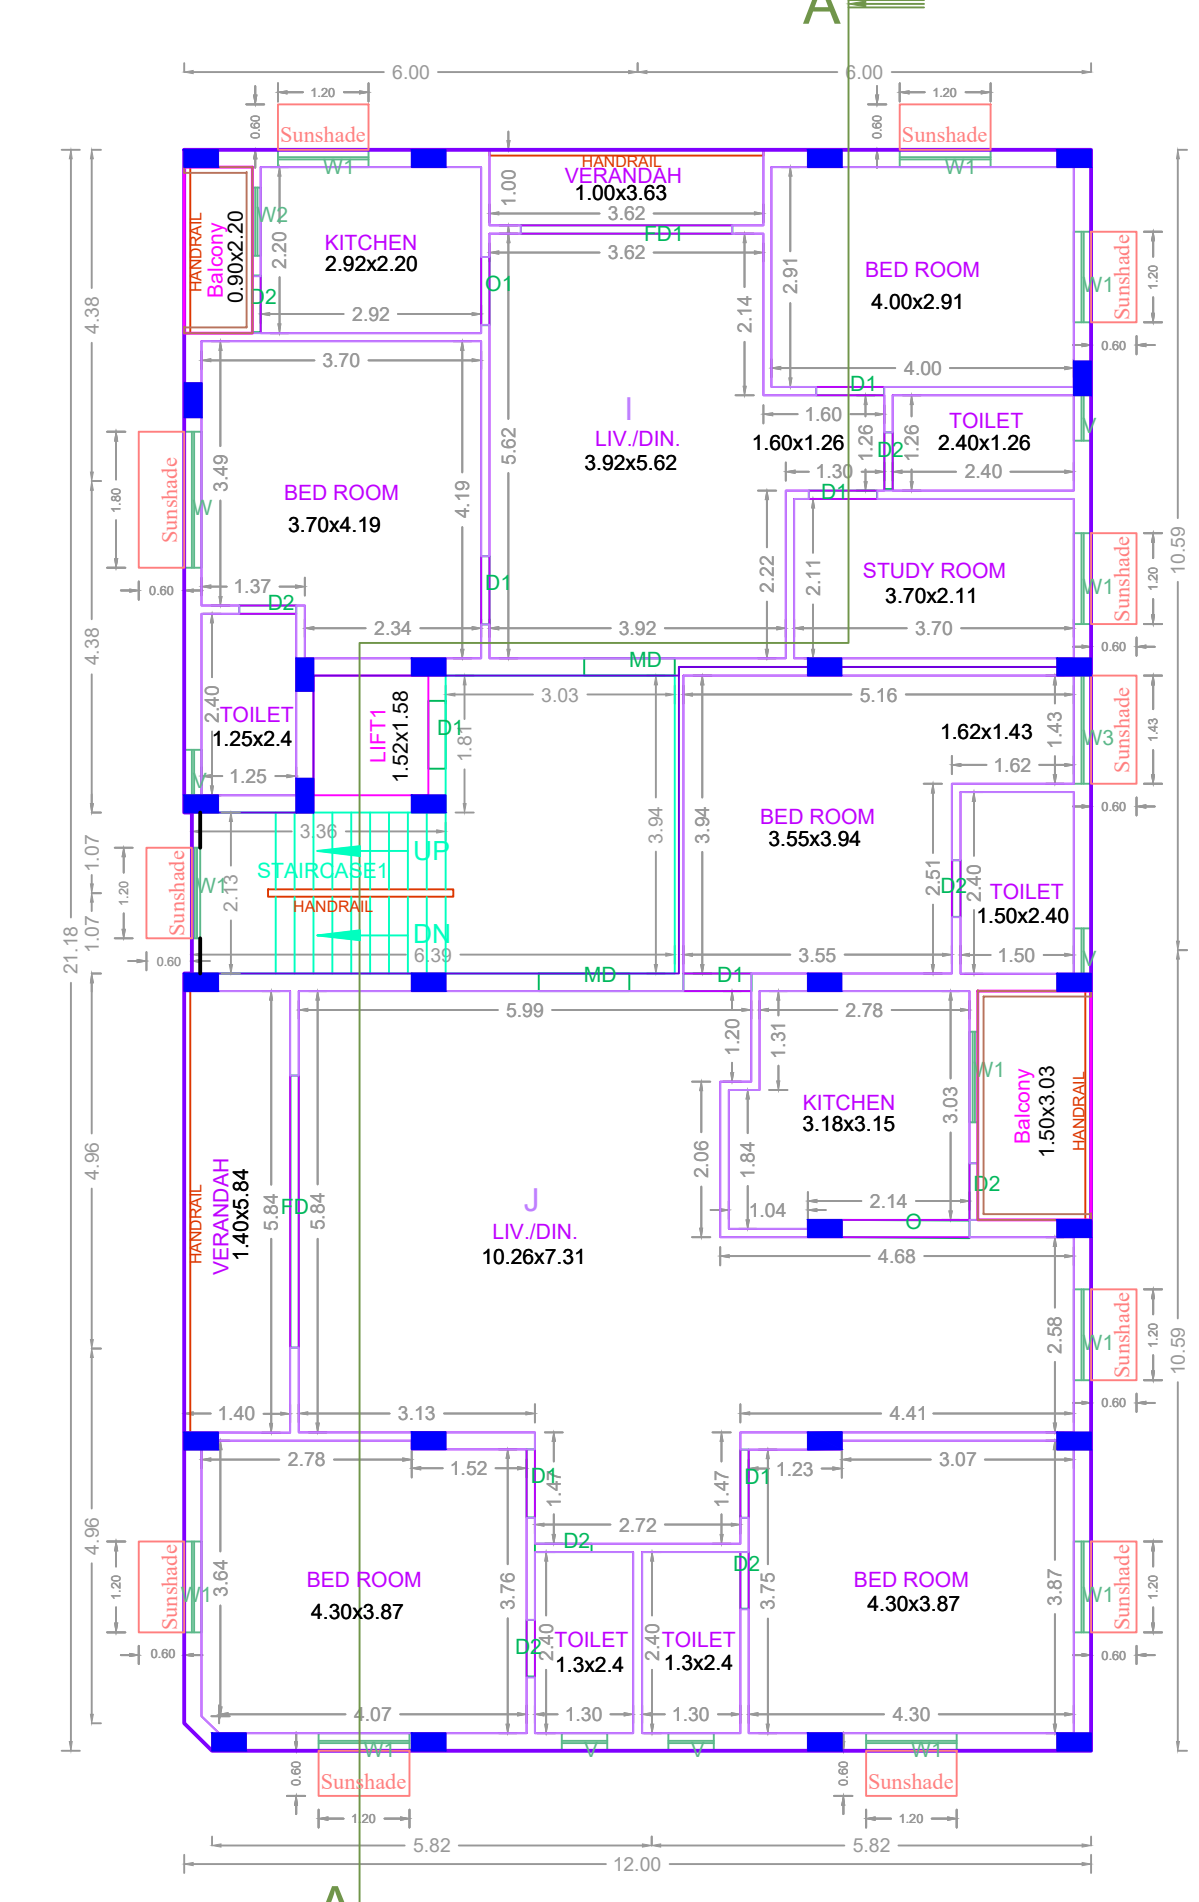 A
6.00
6.00
1.20
1.20
0.60
0.60
Sunshade
Sunshade
W1
W1
HANDRAIL
VERANDAH
1.00x3.63
1.00
3.62
FD1
3.62
HANDRAIL
Balcony
0.90x2.20
W2
D2
2.20
KITCHEN
2.92x2.20
2.92
O1
2.14
2.91
BED ROOM
4.00x2.91
4.00
D1
W1
Sunshade
1.20
0.60
4.38
3.70
I
LIV./DIN.
3.92x5.62
5.62
1.60
1.60x1.26
1.30
1.26
D2
1.26
TOILET
2.40x1.26
2.40
V
D1
1.80
Sunshade
W
0.60
3.49
BED ROOM
3.70x4.19
4.19
D1
1.37
D2
2.34
3.92
2.22
2.11
STUDY ROOM
3.70x2.11
3.70
W1
Sunshade
1.20
0.60
10.59
4.38
MD
3.03
5.16
2.40
TOILET
1.25x2.4
1.25
V
LIFT1
1.52x1.58
D1
1.81
1.62x1.43
1.43
1.62
W3
Sunshade
1.43
0.60
3.36
UP
STAIRCASE1
HANDRAIL
DN
2.13
6.39
3.94
3.94
BED ROOM
3.55x3.94
3.55
2.51
D2
2.40
TOILET
1.50x2.40
1.50
V
1.07
1.07
1.20
Sunshade
W1
0.60
21.18
MD
D1
5.99
1.20
1.31
2.78
KITCHEN
3.18x3.15
3.03
W1
D2
Balcony
1.50x3.03
HANDRAIL
2.06
1.84
1.04
2.14
O
4.68
4.96
HANDRAIL
VERANDAH
1.40x5.84
5.84
FD
5.84
J
LIV./DIN.
10.26x7.31
2.58
W1
Sunshade
1.20
0.60
10.59
1.40
3.13
4.41
2.78
1.52
D1
1.47
2.72
1.47
D1
1.23
3.07
4.96
1.20
Sunshade
W1
0.60
3.64
BED ROOM
4.30x3.87
3.76
D2
D2
D2
2.40
TOILET
1.3x2.4
1.30
2.40
TOILET
1.3x2.4
1.30
3.75
BED ROOM
4.30x3.87
3.87
W1
Sunshade
1.20
0.60
4.07
4.30
W1
V
V
W1
0.60
Sunshade
0.60
Sunshade
1.20
1.20
5.82
5.82
12.00
A